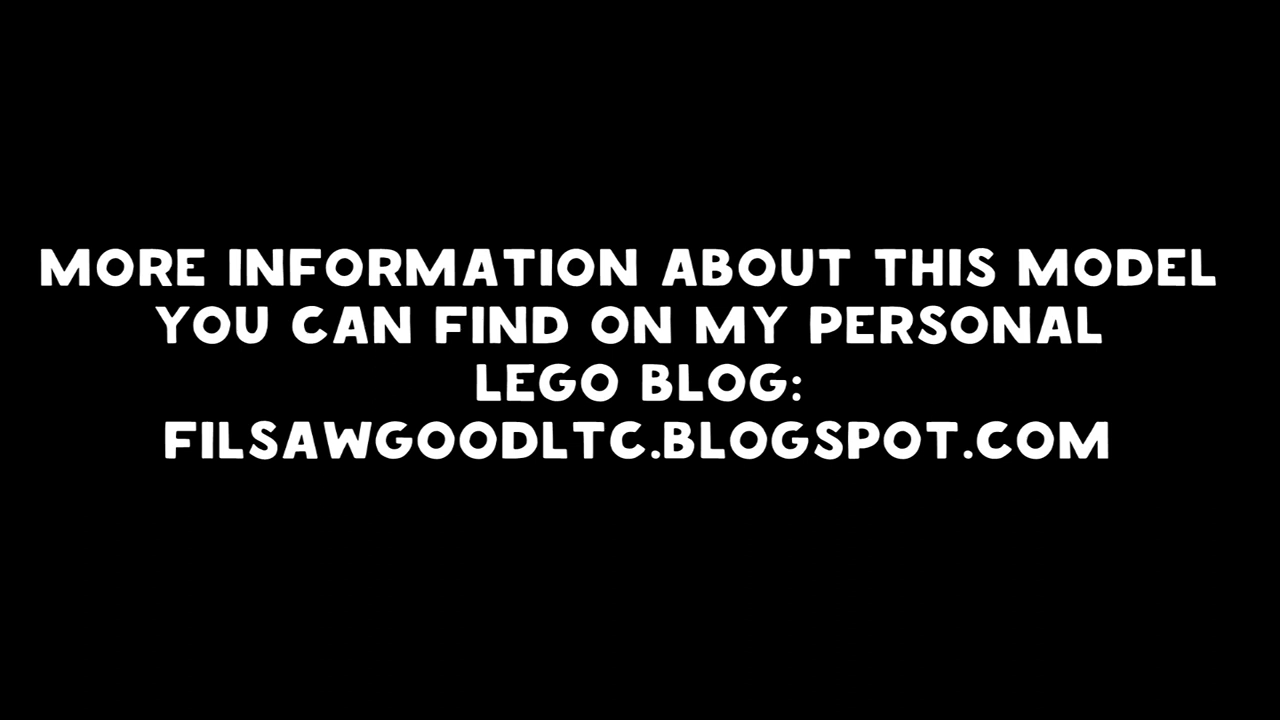 MORE INFORMATION ABOUT THIS MODEL
YOU CAN FIND ON MY PERSONAL
LEGO BLOG:
FILSAWGOODLTC.BLOGSPOT.COM